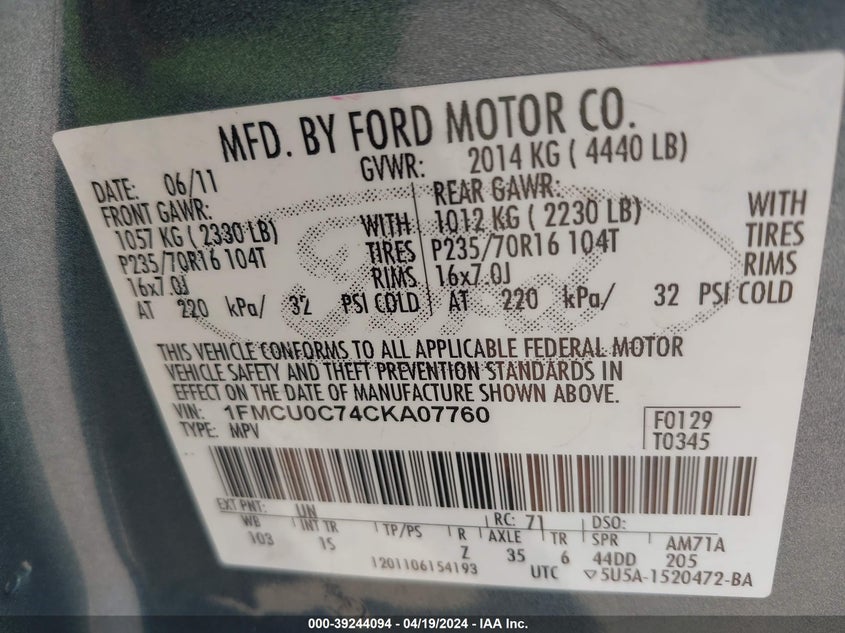 MFD. BY FORD MOTOR CO.
DATE: 06/11 GVWR: 2014 KG ( 4440 LB)
FRONT GAWR: REAR GAWR:
1057 KG ( 2330 LB) WITH 1012 KG ( 2230 LB) WITH
P235/70R16 104T TIRES P235/70R16 104T TIRES
16x7.0J RIMS 16x7.0J RIMS
AT 220 kPa/ 32 PSI COLD AT 220 kPa/ 32 PSI COLD
Ford
THIS VEHICLE CONFORMS TO ALL APPLICABLE FEDERAL MOTOR
VEHICLE SAFETY AND THEFT PREVENTION STANDARDS IN
EFFECT ON THE DATE OF MANUFACTURE SHOWN ABOVE.
VIN: 1FMCU0C74CKA07760 F0129
TYPE: MPV T0345
EXT PNT: UN RC: 71 DSO:
WB INT TR TP/PS R AXLE TR SPR AM71A
103 IS Z 35 6 44DD 205
1201106154193 UTC ▽5U5A-1520472-BA
000-39244094 - 04/19/2024 - IAA Inc.